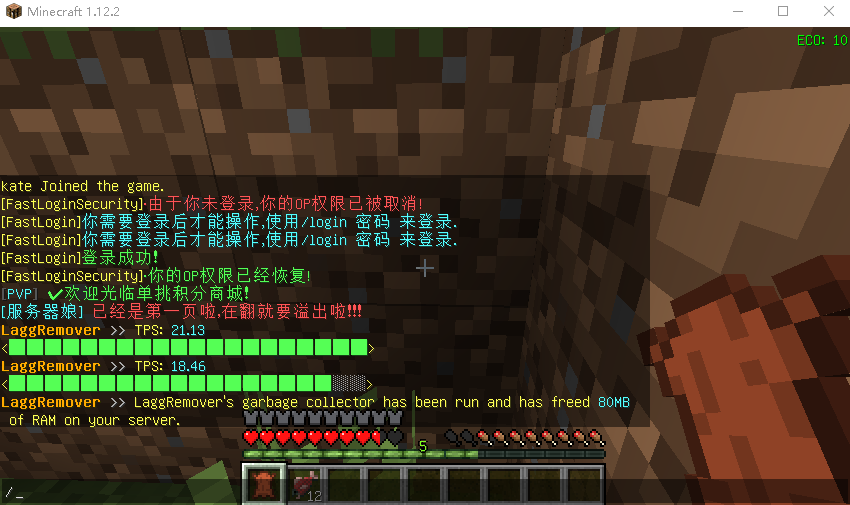 Minecraft 1.12.2
ECO: 10
kate Joined the game.
[FastLoginSecurity]·由于你未登录,你的OP权限已被取消!
[FastLogin]你需要登录后才能操作,使用/login 密码 来登录.
[FastLogin]你需要登录后才能操作,使用/login 密码 来登录.
[FastLogin]登录成功!
[FastLoginSecurity]·你的OP权限已经恢复!
[PVP] ✔欢迎光临单挑积分商城!
[服务器娘] 已经是第一页啦,在翻就要溢出啦!!!
LaggRemover >> TPS: 21.13
LaggRemover >> TPS: 18.46
LaggRemover >> LaggRemover's garbage collector has been run and has freed 80MB
of RAM on your server.
5
12
/_